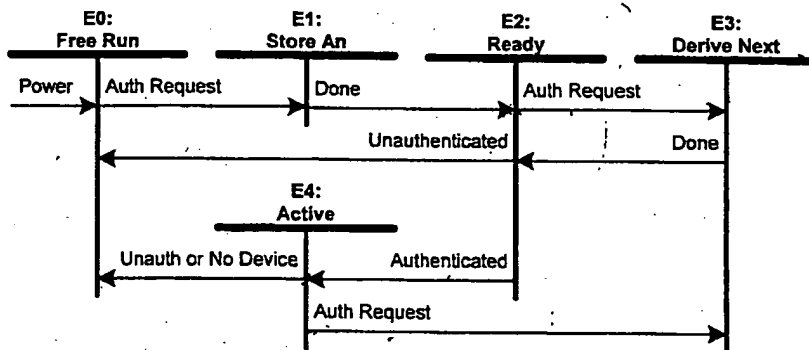 E0:
Free Run
E1:
Store An
E2:
Ready
E3:
Derive Next
Power
Auth Request
Done
Auth Request
Unauthenticated
Done
E4:
Active
Unauth or No Device
Authenticated
Auth Request